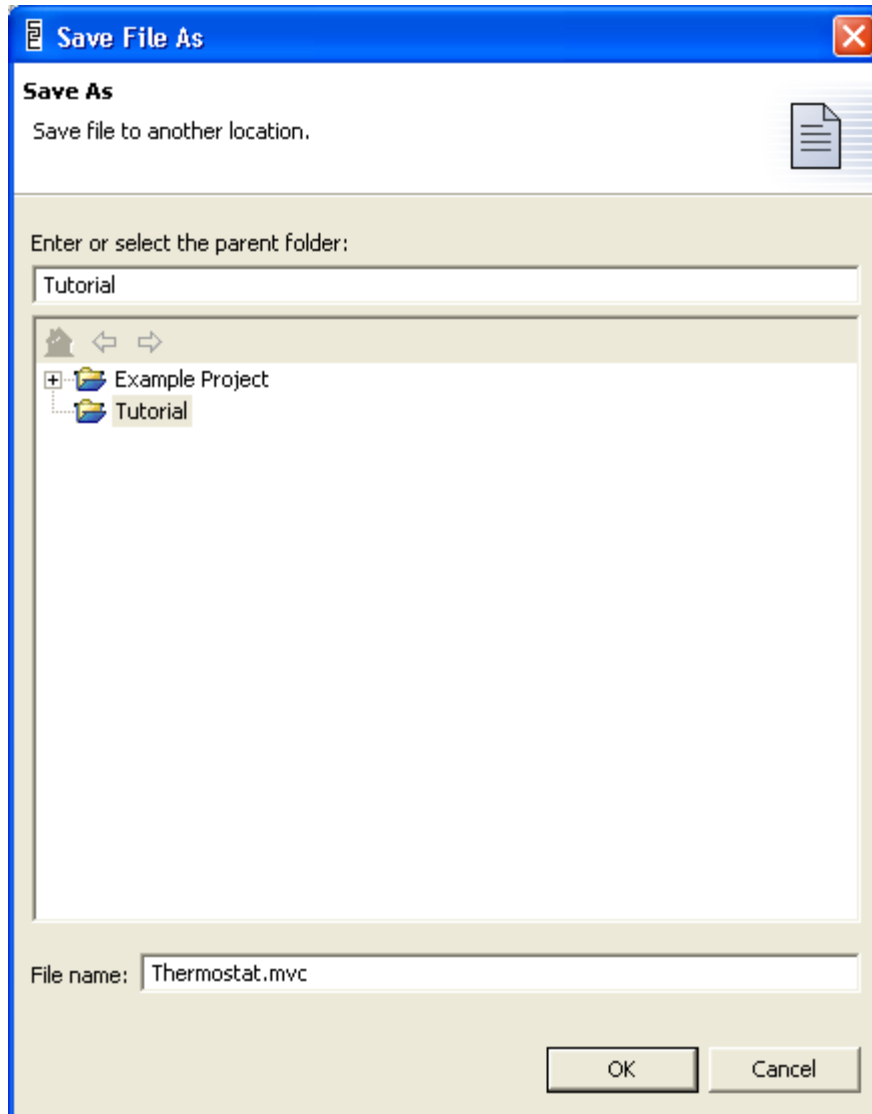 Save File As
Save As
Save file to another location.
Enter or select the parent folder:
Tutorial
Example Project
Tutorial
File name: Thermostat.mvc
OK Cancel